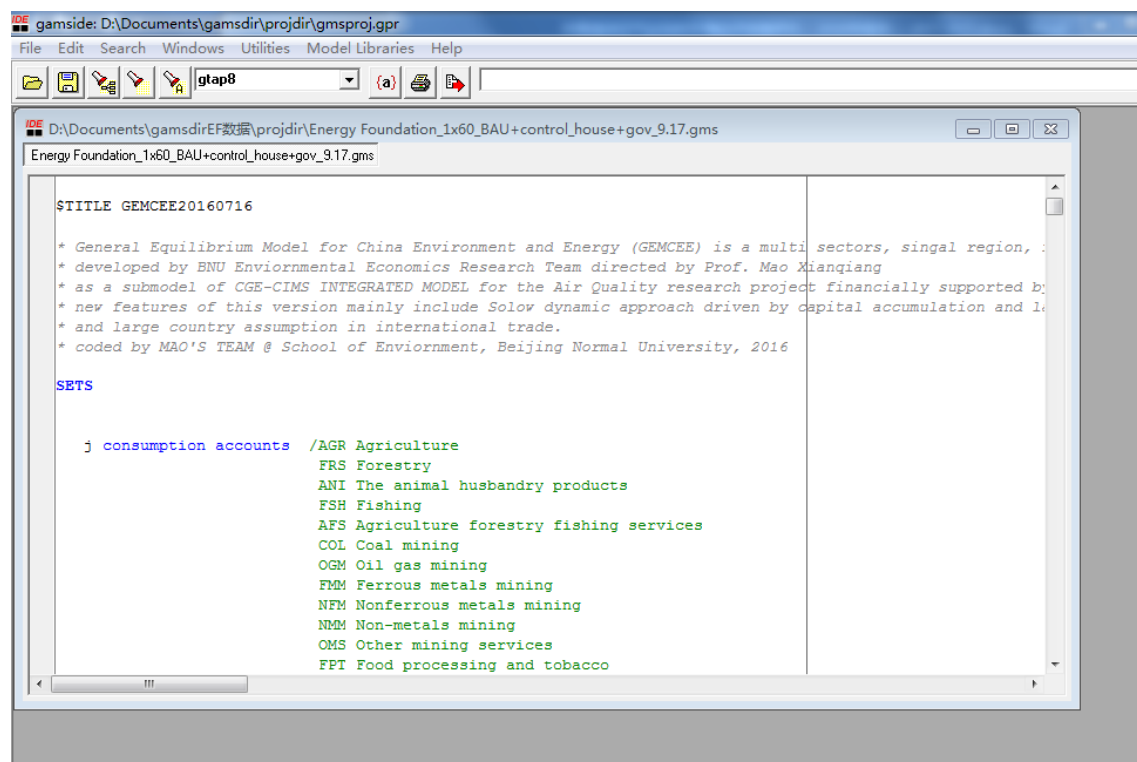 IDE gamside: D:\Documents\gamsdir\projdir\gmsproj.gpr
File Edit Search Windows Utilities Model Libraries Help
A gtap8 {a}
IDE D:\Documents\gamsdirEF数据\projdir\Energy Foundation_1x60_BAU+control_house+gov_9.17.gms
Energy Foundation_1x60_BAU+control_house+gov_9.17.gms
$TITLE GEMCEE20160716
* General Equilibrium Model for China Environment and Energy (GEMCEE) is a multi sectors, singal region,
* developed by BNU Enviornmental Economics Research Team directed by Prof. Mao Xianqiang
* as a submodel of CGE-CIMS INTEGRATED MODEL for the Air Quality research project financially supported by
* new features of this version mainly include Solow dynamic approach driven by capital accumulation and
* and large country assumption in international trade.
* coded by MAO'S TEAM @ School of Enviornment, Beijing Normal University, 2016
SETS
j consumption accounts /AGR Agriculture
FRS Forestry
ANI The animal husbandry products
FSH Fishing
AFS Agriculture forestry fishing services
COL Coal mining
OGM Oil gas mining
FMM Ferrous metals mining
NFM Nonferrous metals mining
NMM Non-metals mining
OMS Other mining services
FPT Food processing and tobacco